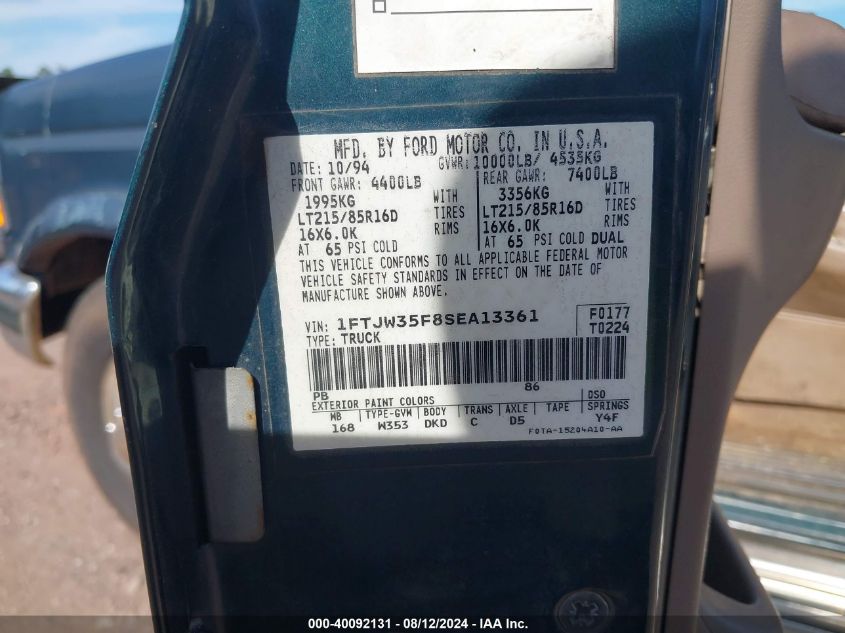 MFD. BY FORD MOTOR CO. IN U.S.A.
DATE: 10/94 GVWR: 10000LB/ 4535KG
FRONT GAWR: 4400LB REAR GAWR: 7400LB
1995KG WITH 3356KG WITH
LT215/85R16D TIRES LT215/85R16D TIRES
16X6.0K RIMS 16X6.0K RIMS
AT 65 PSI COLD AT 65 PSI COLD DUAL
THIS VEHICLE CONFORMS TO ALL APPLICABLE FEDERAL MOTOR
VEHICLE SAFETY STANDARDS IN EFFECT ON THE DATE OF
MANUFACTURE SHOWN ABOVE.
VIN: 1FTJW35F8SEA13361 F0177
TYPE: TRUCK T0224
PB 86
EXTERIOR PAINT COLORS DSO
WB TYPE-GVW BODY TRANS AXLE TAPE SPRINGS
168 W353 DKD C D5 Y4F
F0TA-15204A10-AA
000-40092131 - 08/12/2024 - IAA Inc.